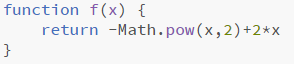 function f(x) {
    return -Math.pow(x,2)+2*x
}